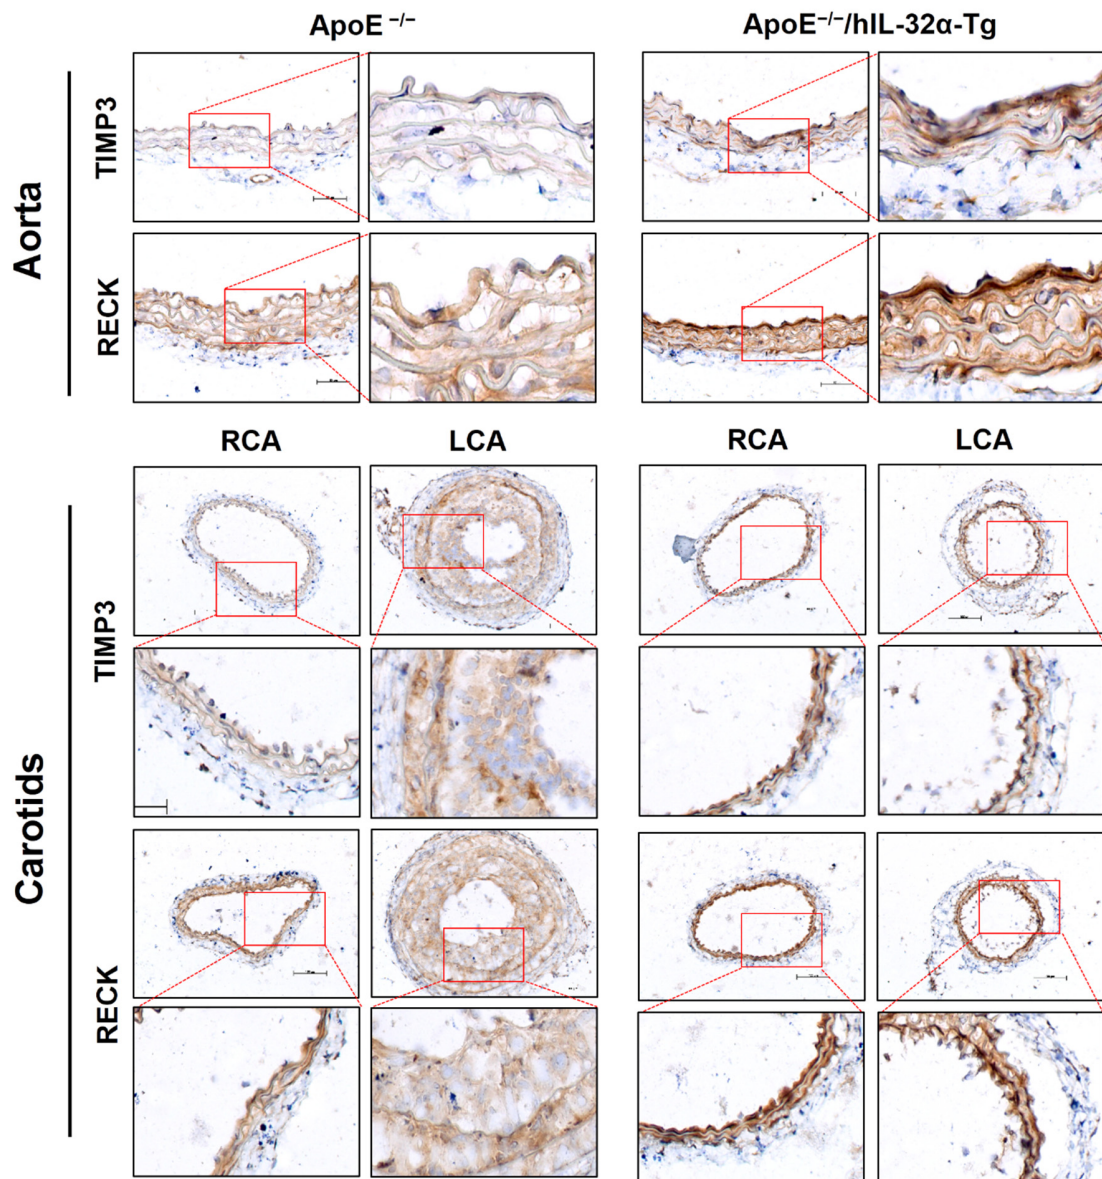 ApoE −/−
ApoE−/−/hIL-32α-Tg
Aorta
TIMP3
RECK
RCA
LCA
RCA
LCA
Carotids
TIMP3
RECK